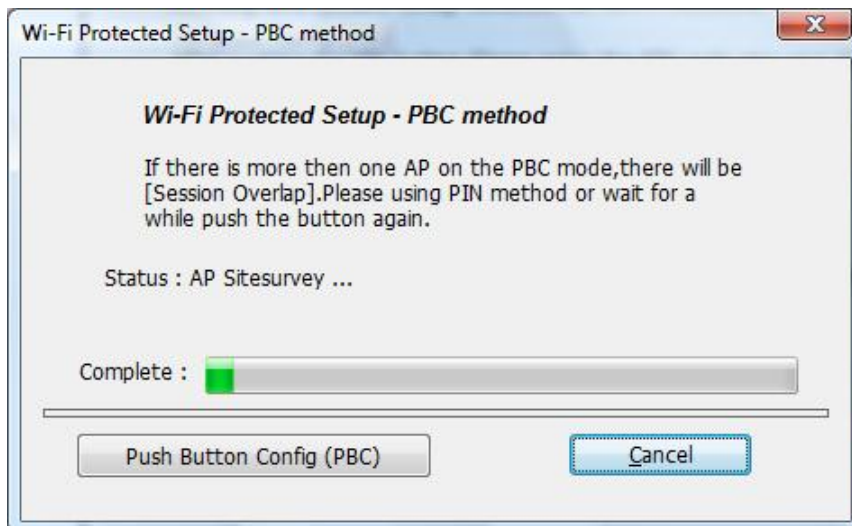 Wi-Fi Protected Setup - PBC method
Wi-Fi Protected Setup - PBC method
If there is more then one AP on the PBC mode,there will be
[Session Overlap].Please using PIN method or wait for a
while push the button again.
Status : AP Sitesurvey ...
Complete :
Push Button Config (PBC)
Cancel